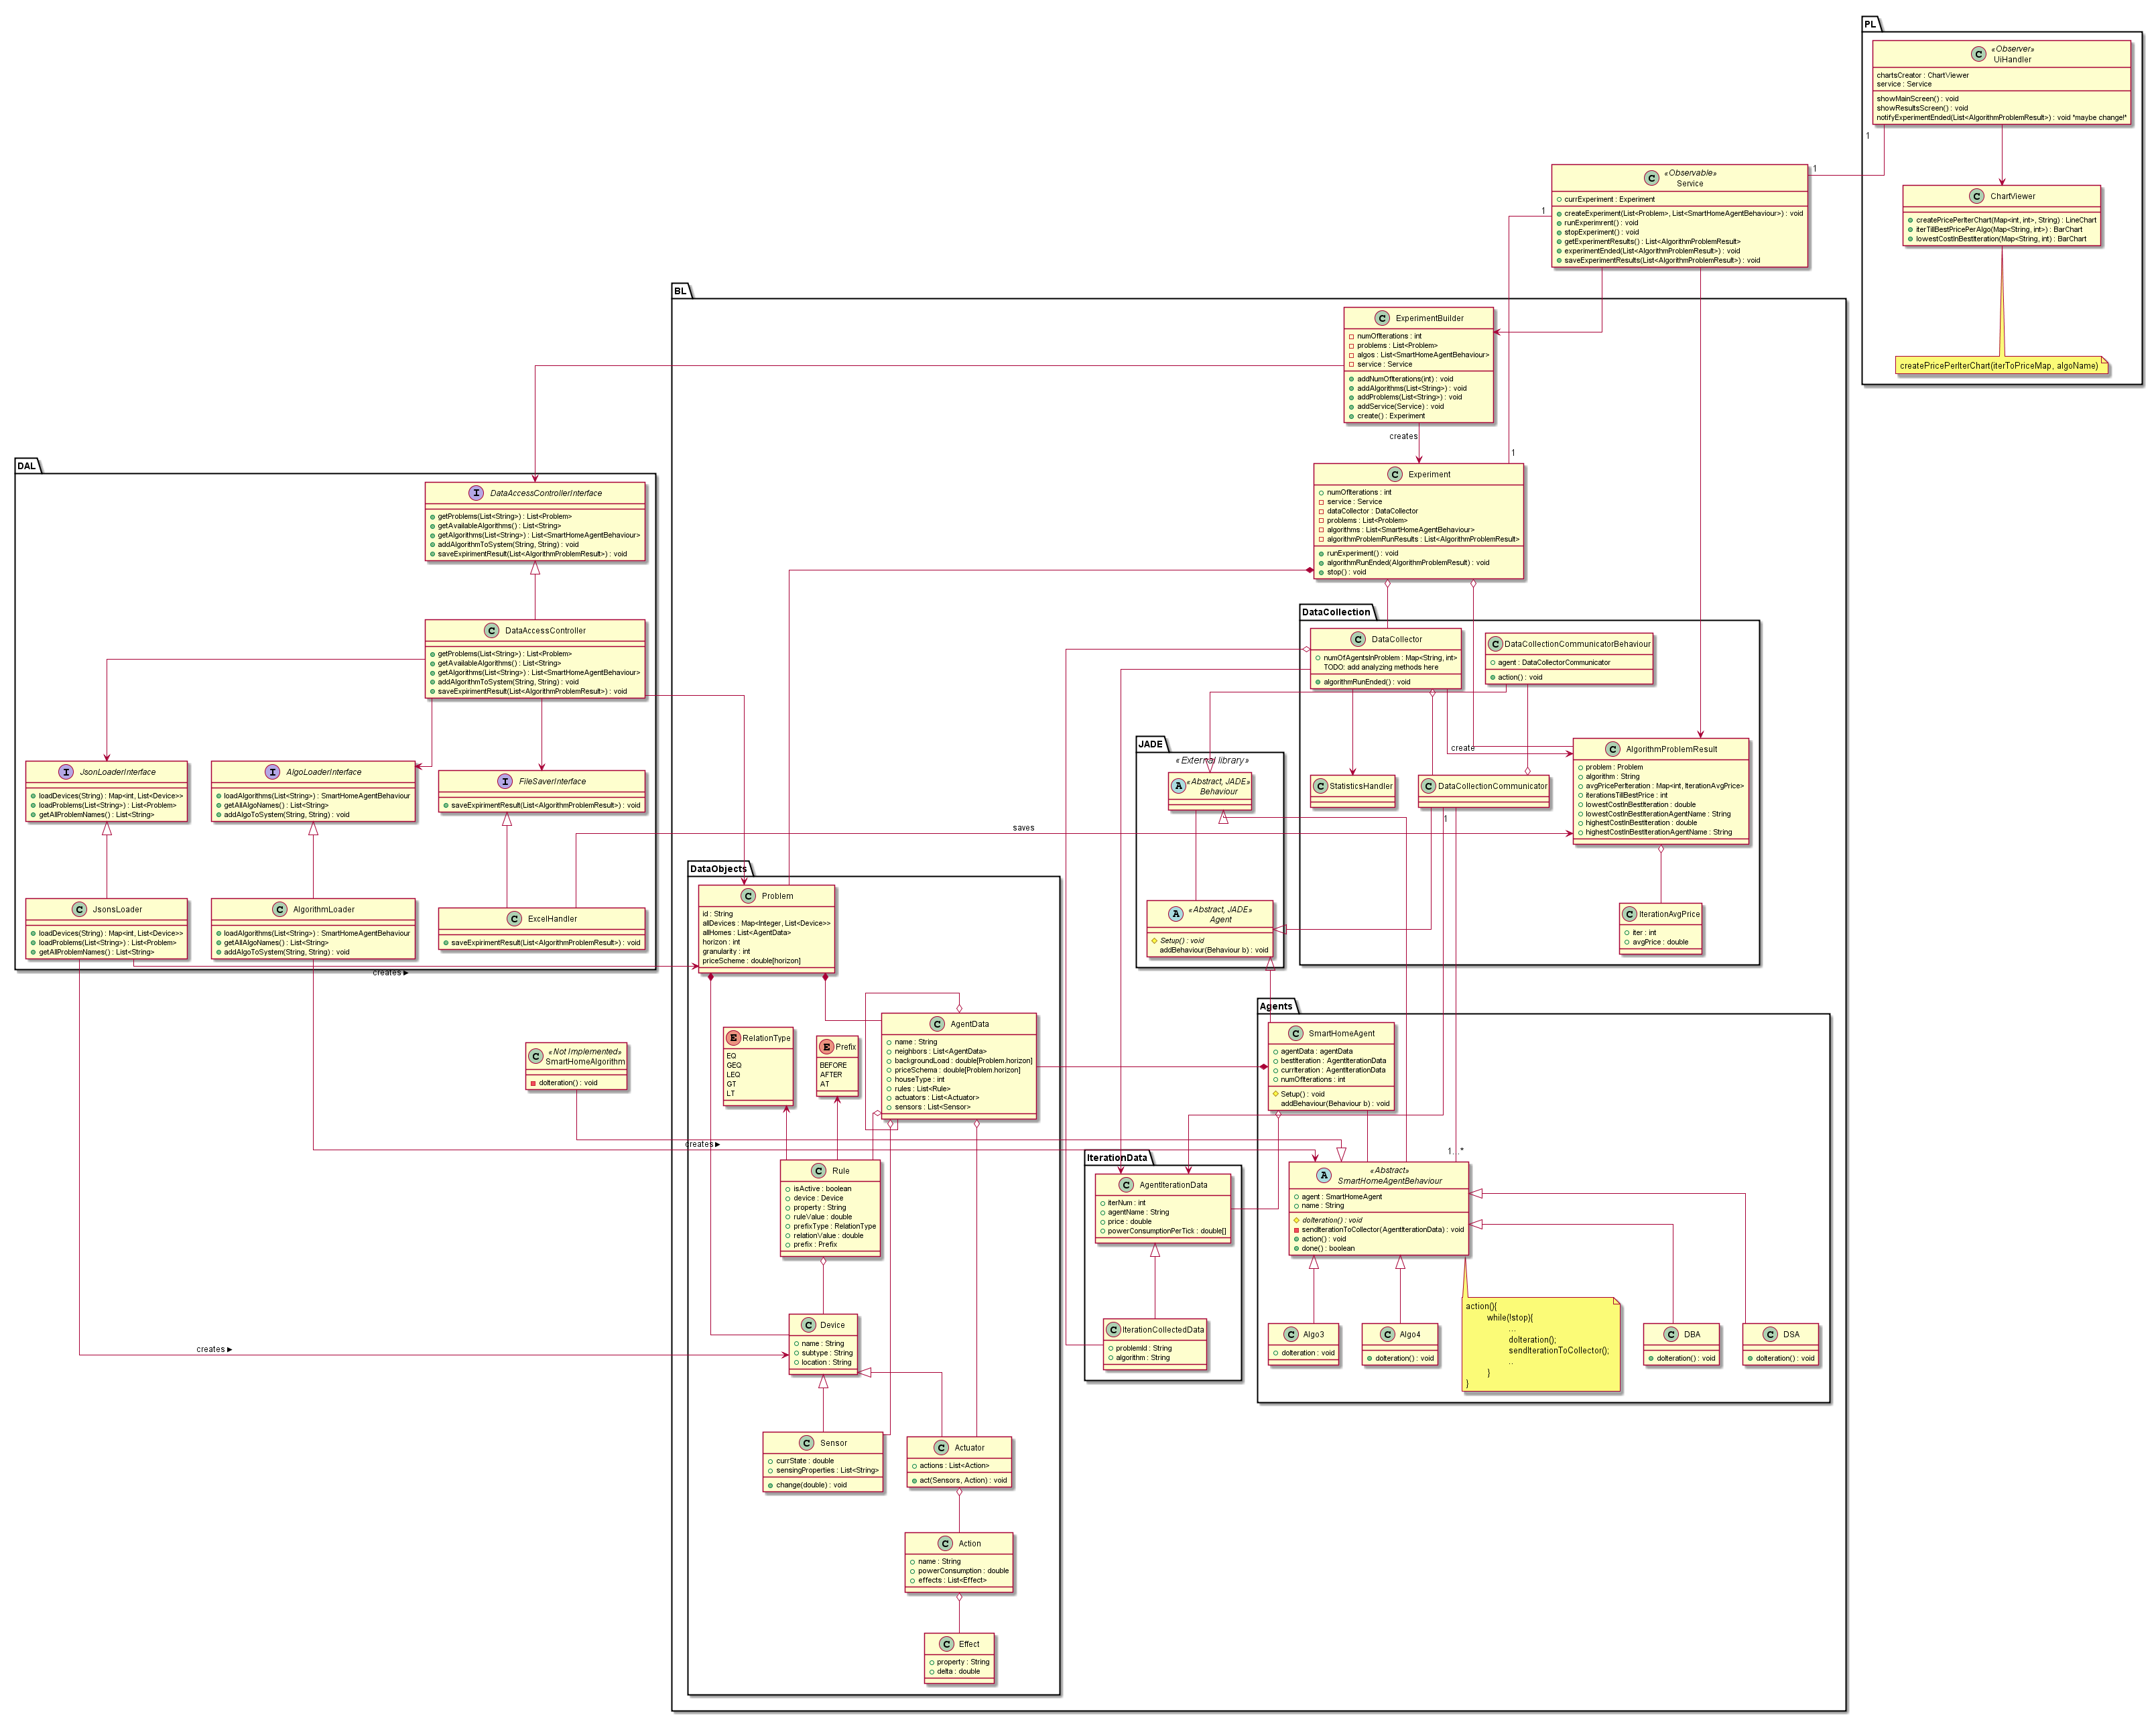 PL
«Observer»
UiHandler
chartsCreator : ChartViewer
service : Service
showMainScreen() : void
showResultsScreen() : void
notifyExperimentEnded(List<AlgorithmProblemResult>) : void *maybe change!*
1
1
«Observable»
Service
currExperiment : Experiment
createExperiment(List<Problem>, List<SmartHomeAgentBehaviour>) : void
runExperimrent() : void
stopExperiment() : void
getExperimentResults() : List<AlgorithmProblemResult>
experimentEnded(List<AlgorithmProblemResult>) : void
saveExperimentResults(List<AlgorithmProblemResult>) : void
1
ChartViewer
createPricePerIterChart(Map<int, int>, String) : LineChart
iterTillBestPricePerAlgo(Map<String, int>) : BarChart
lowestCostInBestIteration(Map<String, int) : BarChart
createPricePerIterChart(iterToPriceMap, algoName)
BL
ExperimentBuilder
numOfIterations : int
problems : List<Problem>
algos : List<SmartHomeAgentBehaviour>
service : Service
addNumOfIterations(int) : void
addAlgorithms(List<String>) : void
addProblems(List<String>) : void
addService(Service) : void
create() : Experiment
creates
1
Experiment
numOfIterations : int
service : Service
dataCollector : DataCollector
problems : List<Problem>
algorithms : List<SmartHomeAgentBehaviour>
algorithmProblemRunResults : List<AlgorithmProblemResult>
runExperiment() : void
algorithmRunEnded(AlgorithmProblemResult) : void
stop() : void
DAL
DataAccessControllerInterface
getProblems(List<String>) : List<Problem>
getAvailableAlgorithms() : List<String>
getAlgorithms(List<String>) : List<SmartHomeAgentBehaviour>
addAlgorithmToSystem(String, String) : void
saveExpirimentResult(List<AlgorithmProblemResult>) : void
DataAccessController
getProblems(List<String>) : List<Problem>
getAvailableAlgorithms() : List<String>
getAlgorithms(List<String>) : List<SmartHomeAgentBehaviour>
addAlgorithmToSystem(String, String) : void
saveExpirimentResult(List<AlgorithmProblemResult>) : void
JsonLoaderInterface
loadDevices(String) : Map<int, List<Device>>
loadProblems(List<String>) : List<Problem>
getAllProblemNames() : List<String>
AlgoLoaderInterface
loadAlgorithms(List<String>) : SmartHomeAgentBehaviour
getAllAlgoNames() : List<String>
addAlgoToSystem(String, String) : void
FileSaverInterface
saveExpirimentResult(List<AlgorithmProblemResult>) : void
JsonsLoader
loadDevices(String) : Map<int, List<Device>>
loadProblems(List<String>) : List<Problem>
getAllProblemNames() : List<String>
AlgorithmLoader
loadAlgorithms(List<String>) : SmartHomeAgentBehaviour
getAllAlgoNames() : List<String>
addAlgoToSystem(String, String) : void
ExcelHandler
saveExpirimentResult(List<AlgorithmProblemResult>) : void
saves
creates
DataCollection
DataCollector
numOfAgentsInProblem : Map<String, int>
TODO: add analyzing methods here
algorithmRunEnded() : void
DataCollectionCommunicatorBehaviour
agent : DataCollectorCommunicator
action() : void
create
StatisticsHandler
DataCollectionCommunicator
1
AlgorithmProblemResult
problem : Problem
algorithm : String
avgPricePerIteration : Map<int, IterationAvgPrice>
iterationsTillBestPrice : int
lowestCostInBestIteration : double
lowestCostInBestIterationAgentName : String
highestCostInBestIteration : double
highestCostInBestIterationAgentName : String
IterationAvgPrice
iter : int
avgPrice : double
JADE
«External library»
«Abstract, JADE»
Behaviour
«Abstract, JADE»
Agent
Setup() : void
addBehaviour(Behaviour b) : void
DataObjects
Problem
id : String
allDevices : Map<Integer, List<Device>>
allHomes : List<AgentData>
horizon : int
granularity : int
priceScheme : double[horizon]
RelationType
EQ
GEQ
LEQ
GT
LT
Prefix
BEFORE
AFTER
AT
AgentData
name : String
neighbors : List<AgentData>
backgroundLoad : double[Problem.horizon]
priceSchema : double[Problem.horizon]
houseType : int
rules : List<Rule>
actuators : List<Actuator>
sensors : List<Sensor>
«Not Implemented»
SmartHomeAlgorithm
doIteration() : void
creates
Rule
isActive : boolean
device : Device
property : String
ruleValue : double
prefixType : RelationType
relationValue : double
prefix : Prefix
creates
Device
name : String
subtype : String
location : String
Sensor
currState : double
sensingProperties : List<String>
change(double) : void
Actuator
actions : List<Action>
act(Sensors, Action) : void
Action
name : String
powerConsumption : double
effects : List<Effect>
Effect
property : String
delta : double
Agents
SmartHomeAgent
agentData : agentData
bestIteration : AgentIterationData
currIteration : AgentIterationData
numOfIterations : int
Setup() : void
addBehaviour(Behaviour b) : void
1...*
IterationData
AgentIterationData
iterNum : int
agentName : String
price : double
powerConsumptionPerTick : double[]
IterationCollectedData
problemId : String
algorithm : String
«Abstract»
SmartHomeAgentBehaviour
agent : SmartHomeAgent
name : String
doIteration() : void
sendIterationToCollector(AgentIterationData) : void
action() : void
done() : boolean
Algo3
doIteration : void
Algo4
doIteration() : void
action(){
while(!stop){
...
doIteration();
sendIterationToCollector();
..
}
}
DBA
doIteration() : void
DSA
doIteration() : void